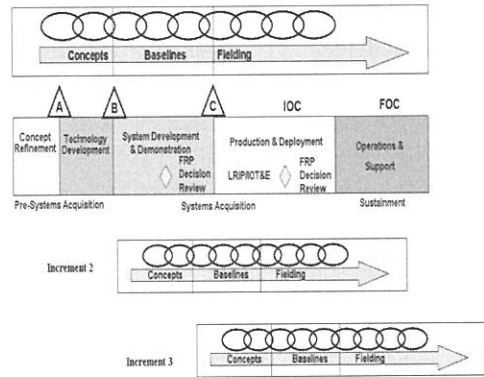 Concepts Baselines Fielding
A B C IOC FOC
Concept
Refinement
Technology
Development
System Development
& Demonstration
FRP
Decision
Review
Production & Deployment
LRIP/IOT&E
FRP
Decision
Review
Operations &
Support
Pre-Systems Acquisition
Systems Acquisition
Sustainment
Increment 2
Concepts Baselines Fielding
Increment 3
Concepts Baselines Fielding